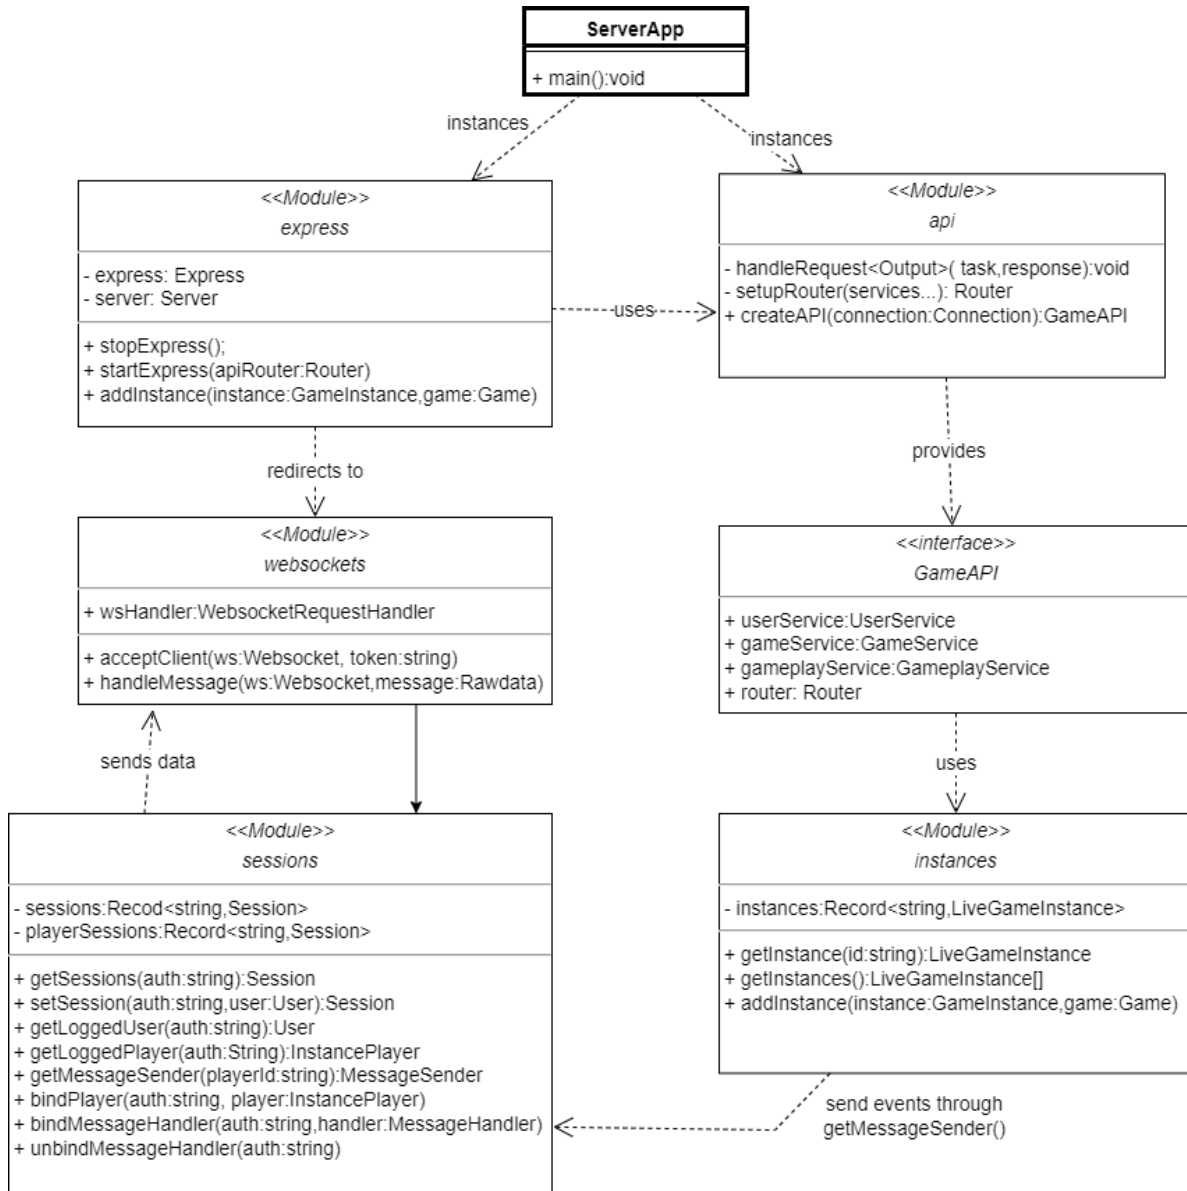 ServerApp
+ main():void
instances
instances
<<Module>>
express
- express: Express
- server: Server
+ stopExpress();
+ startExpress(apiRouter:Router)
+ addInstance(instance:GameInstance,game:Game)
<<Module>>
api
- handleRequest<Output>( task,response):void
- setupRouter(services...): Router
+ createAPI(connection:Connection):GameAPI
uses
redirects to
provides
<<Module>>
websockets
+ wsHandler:WebsocketRequestHandler
+ acceptClient(ws:Websocket, token:string)
+ handleMessage(ws:Websocket,message:Rawdata)
<<interface>>
GameAPI
+ userService:UserService
+ gameService:GameService
+ gameplayService:GameplayService
+ router: Router
sends data
uses
<<Module>>
sessions
- sessions:Recod<string,Session>
- playerSessions:Record<string,Session>
+ getSessions(auth:string):Session
+ setSession(auth:string,user:User):Session
+ getLoggedUser(auth:string):User
+ getLoggedPlayer(auth:String):InstancePlayer
+ getMessageSender(playerId:string):MessageSender
+ bindPlayer(auth:string, player:InstancePlayer)
+ bindMessageHandler(auth:string,handler:MessageHandler)
+ unbindMessageHandler(auth:string)
<<Module>>
instances
- instances:Record<string,LiveGameInstance>
+ getInstance(id:string):LiveGameInstance
+ getInstances():LiveGameInstance[]
+ addInstance(instance:GameInstance,game:Game)
send events through
getMessageSender()